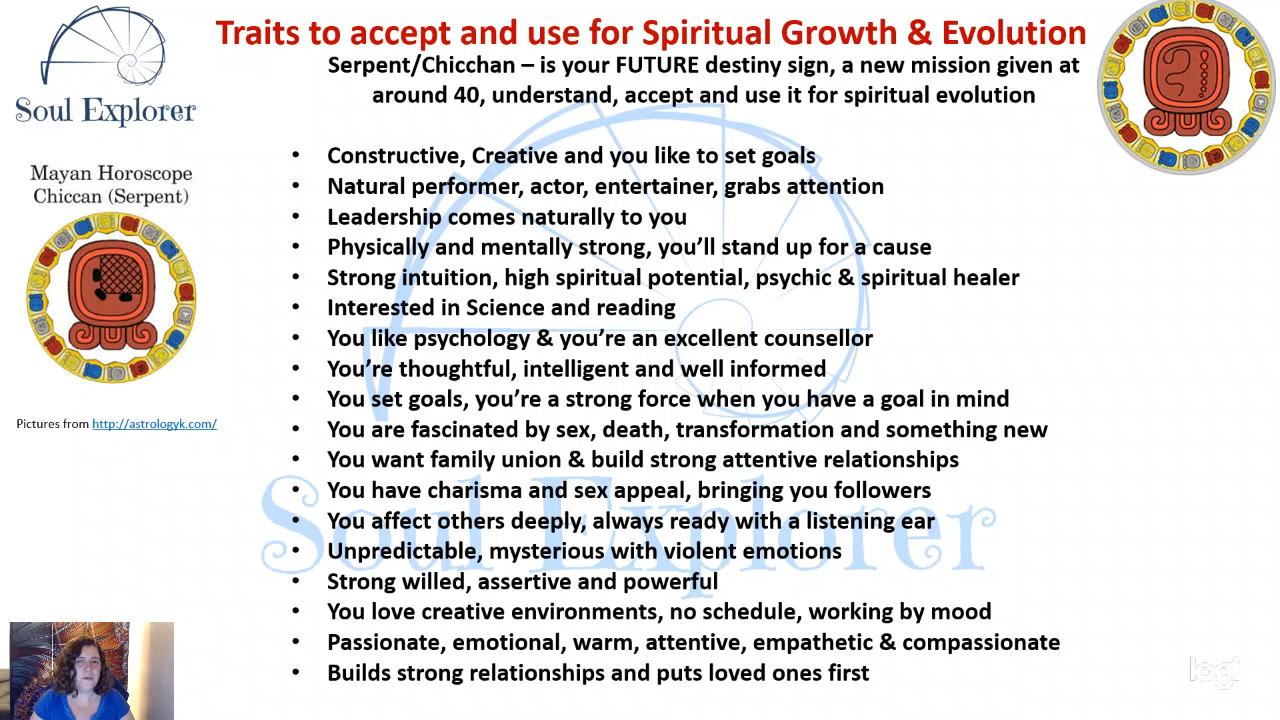 Traits to accept and use for Spiritual Growth & Evolution
Serpent/Chicchan – is your FUTURE destiny sign, a new mission given at
around 40, understand, accept and use it for spiritual evolution
Soul Explorer
Mayan Horoscope
Chiccan (Serpent)
Pictures from http://astrologyk.com/
• Constructive, Creative and you like to set goals
• Natural performer, actor, entertainer, grabs attention
• Leadership comes naturally to you
• Physically and mentally strong, you'll stand up for a cause
• Strong intuition, high spiritual potential, psychic & spiritual healer
• Interested in Science and reading
• You like psychology & you're an excellent counsellor
• You're thoughtful, intelligent and well informed
• You set goals, you're a strong force when you have a goal in mind
• You are fascinated by sex, death, transformation and something new
• You want family union & build strong attentive relationships
• You have charisma and sex appeal, bringing you followers
• You affect others deeply, always ready with a listening ear
• Unpredictable, mysterious with violent emotions
• Strong willed, assertive and powerful
• You love creative environments, no schedule, working by mood
• Passionate, emotional, warm, attentive, empathetic & compassionate
• Builds strong relationships and puts loved ones first
Soul Explorer
logi